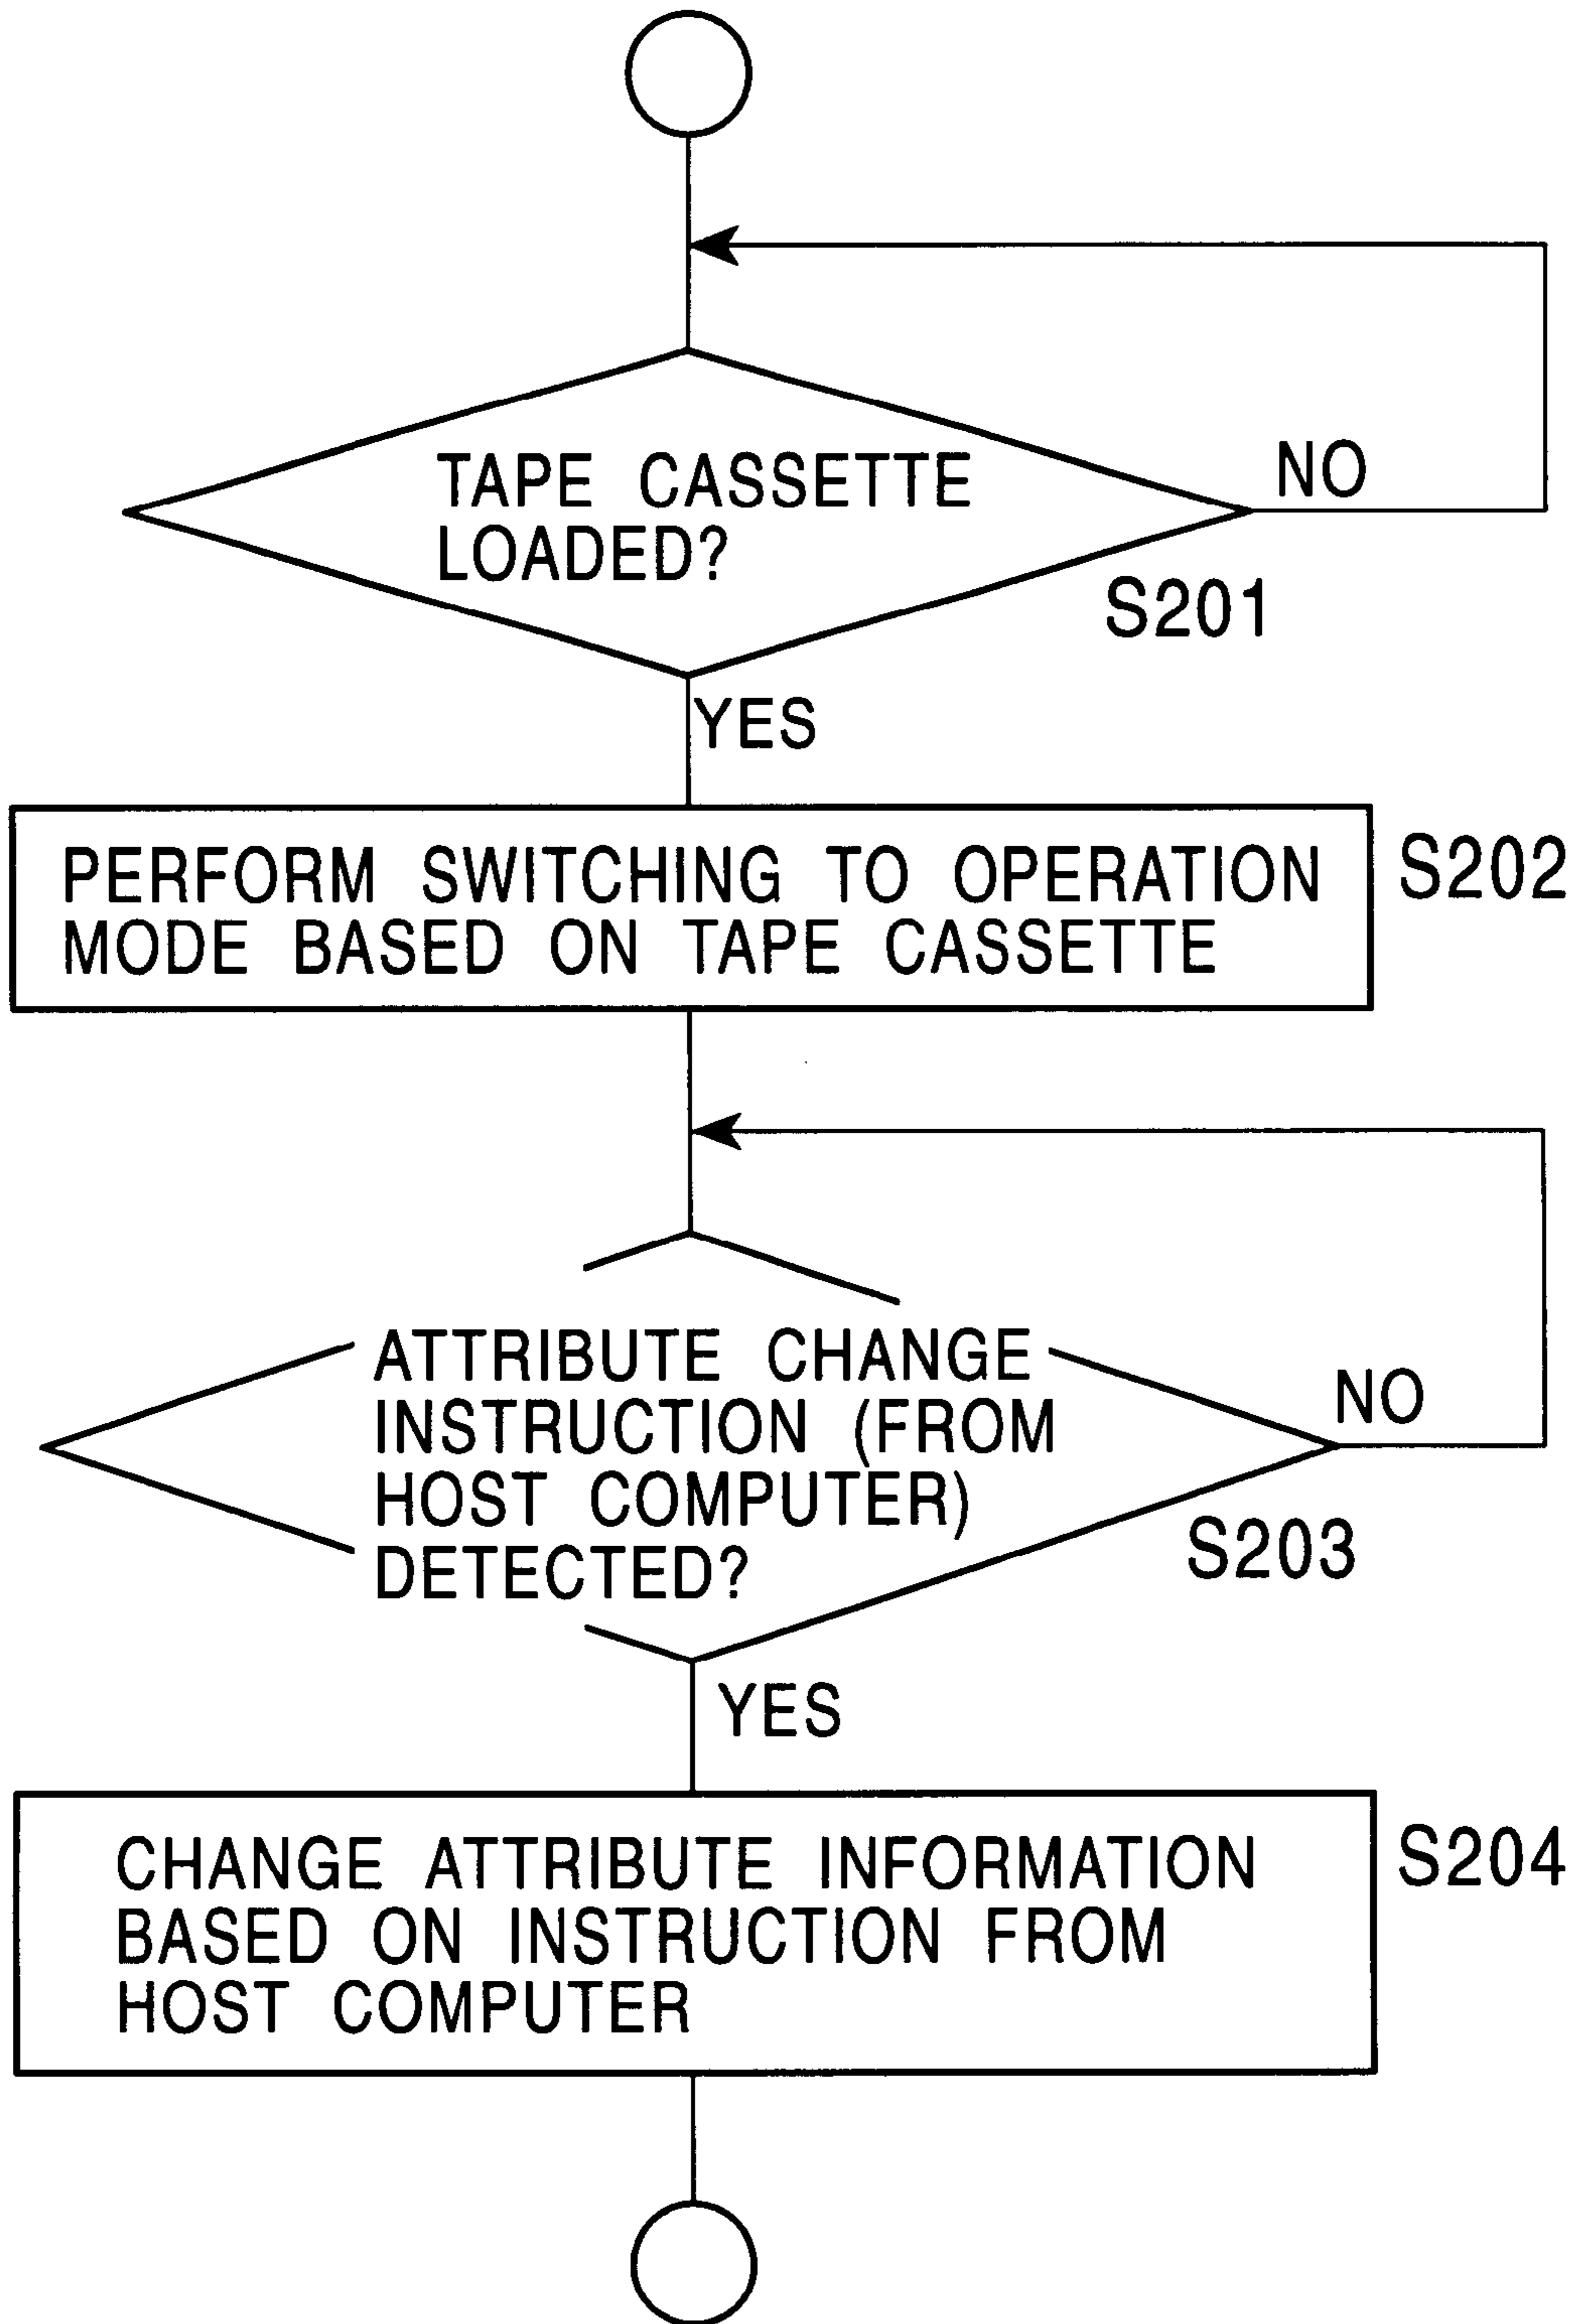 TAPE CASSETTE
LOADED?
NO
S201
YES
PERFORM SWITCHING TO OPERATION
MODE BASED ON TAPE CASSETTE
S202
ATTRIBUTE CHANGE
INSTRUCTION (FROM
HOST COMPUTER)
DETECTED?
NO
S203
YES
CHANGE ATTRIBUTE INFORMATION
BASED ON INSTRUCTION FROM
HOST COMPUTER
S204